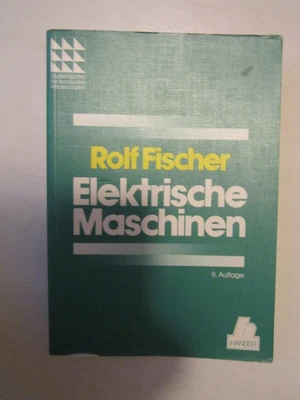 Rolf Fischer
Elektrische
Maschinen
8. Auflage
HANSER